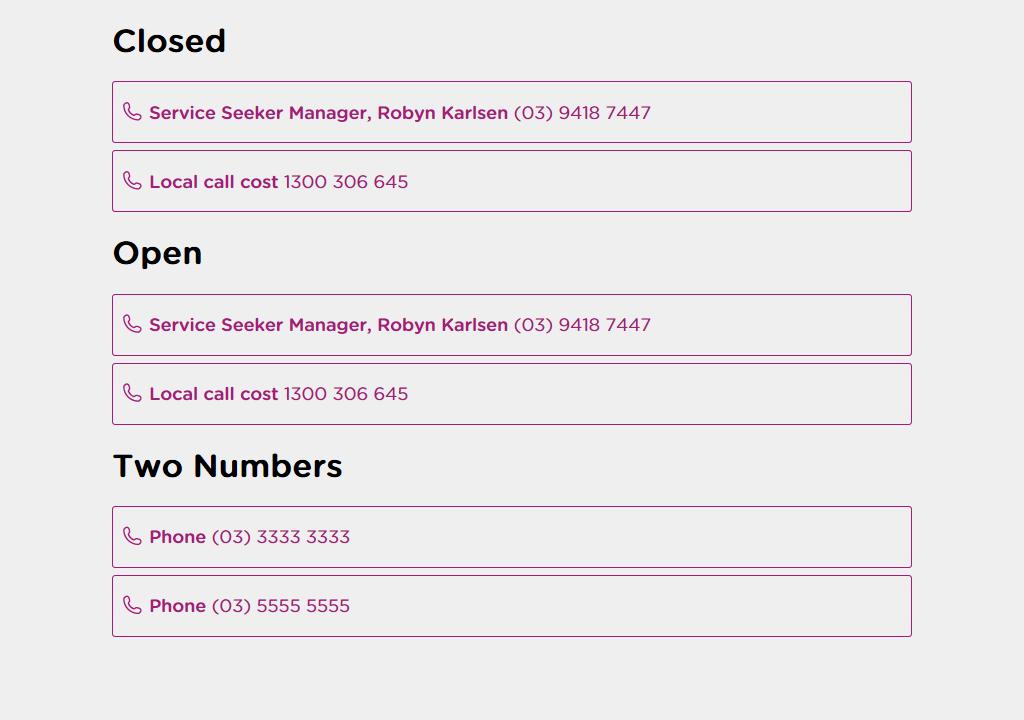 Closed
Service Seeker Manager, Robyn Karlsen (03) 9418 7447
Local call cost 1300 306 645
Open
Service Seeker Manager, Robyn Karlsen (03) 9418 7447
Local call cost 1300 306 645
Two Numbers
Phone (03) 3333 3333
Phone (03) 5555 5555